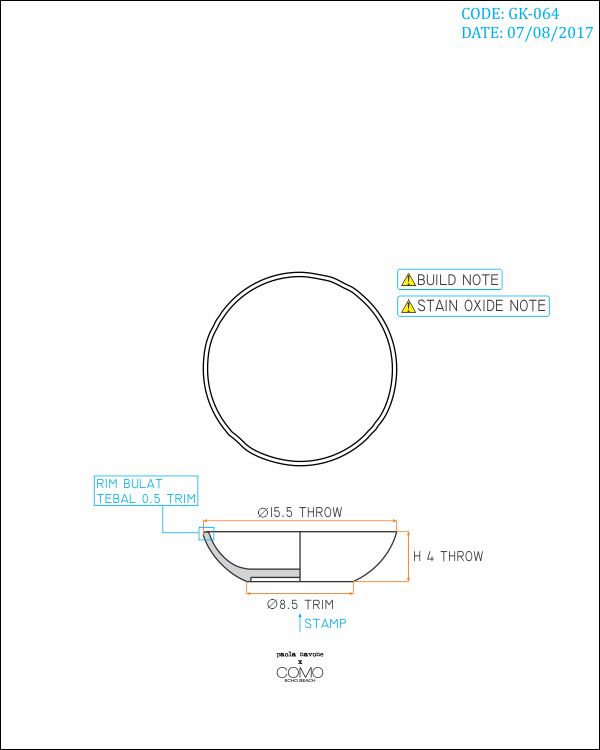 CODE: GK-064
DATE: 07/08/2017
BUILD NOTE
STAIN OXIDE NOTE
RIM BULAT
TEBAL 0.5 TRIM
Ø15.5 THROW
H 4 THROW
Ø8.5 TRIM
STAMP
paola navone
x
COMO
ECHO BEACH